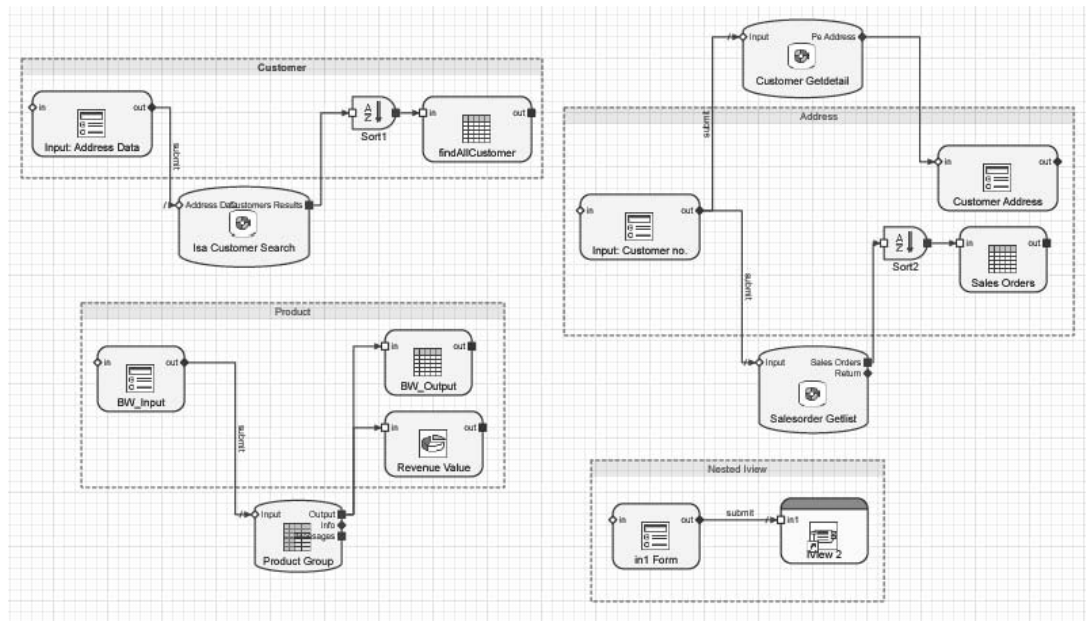 Customer
in
out
Input: Address Data
submit
Address Data
Customers Results
Isa Customer Search
A
Z
Sort1
in
out
findAllCustomer
Input
Pe Address
Customer Getdetail
submit
Address
in
out
Customer Address
in
out
Input: Customer no.
submit
A
Z
Sort2
in
out
Sales Orders
Input
Sales Orders
Return
Salesorder Getlist
Product
in
out
BW_Input
submit
in
out
BW_Output
in
out
Revenue Value
Input
Output
Info
Messages
Product Group
Nested Iview
in
out
in1 Form
submit
in1
iView 2